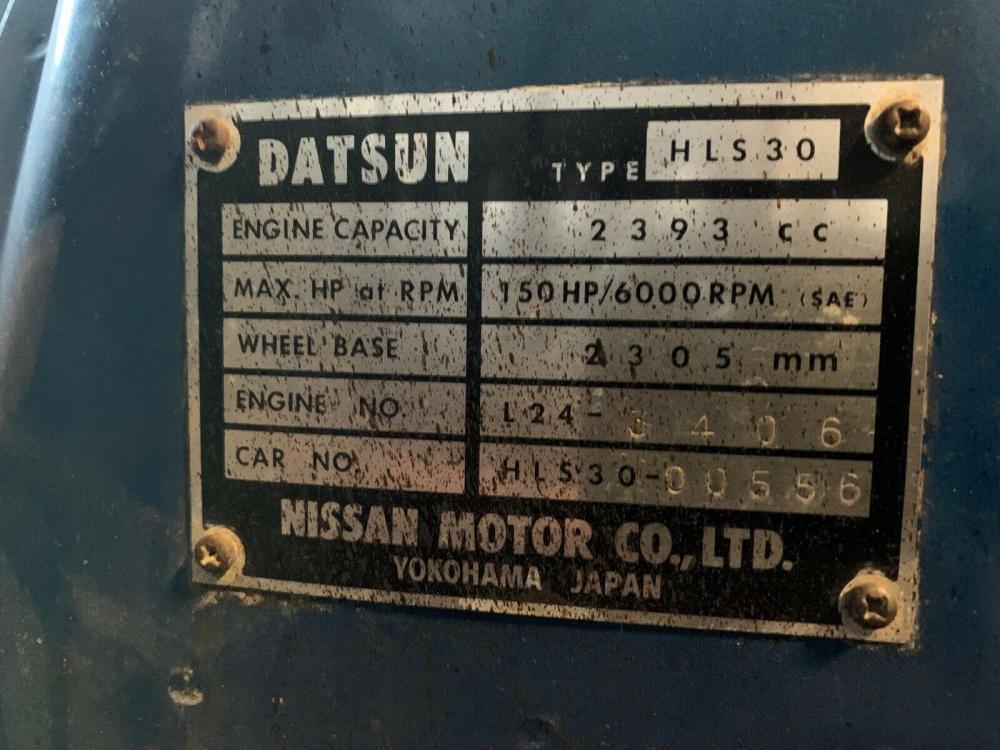 DATSUN TYPE HLS30
ENGINE CAPACITY 2393 cc
MAX. HP at RPM 150HP/6000RPM (SAE)
WHEEL BASE 2305 mm
ENGINE NO. L24-3406
CAR NO. HLS30-00556
NISSAN MOTOR CO.,LTD.
YOKOHAMA JAPAN